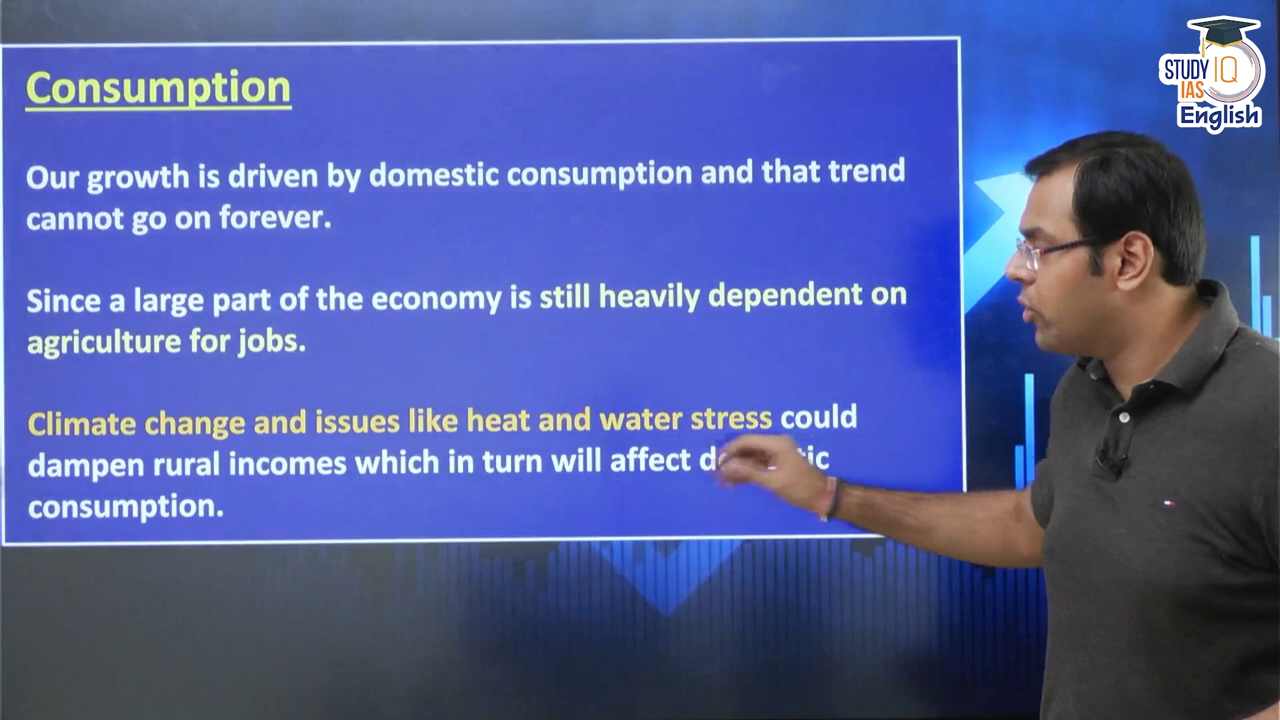 Consumption
Our growth is driven by domestic consumption and that trend
cannot go on forever.
Since a large part of the economy is still heavily dependent on
agriculture for jobs.
Climate change and issues like heat and water stress could
dampen rural incomes which in turn will affect
consumption.
STUDY IQ
IAS
English